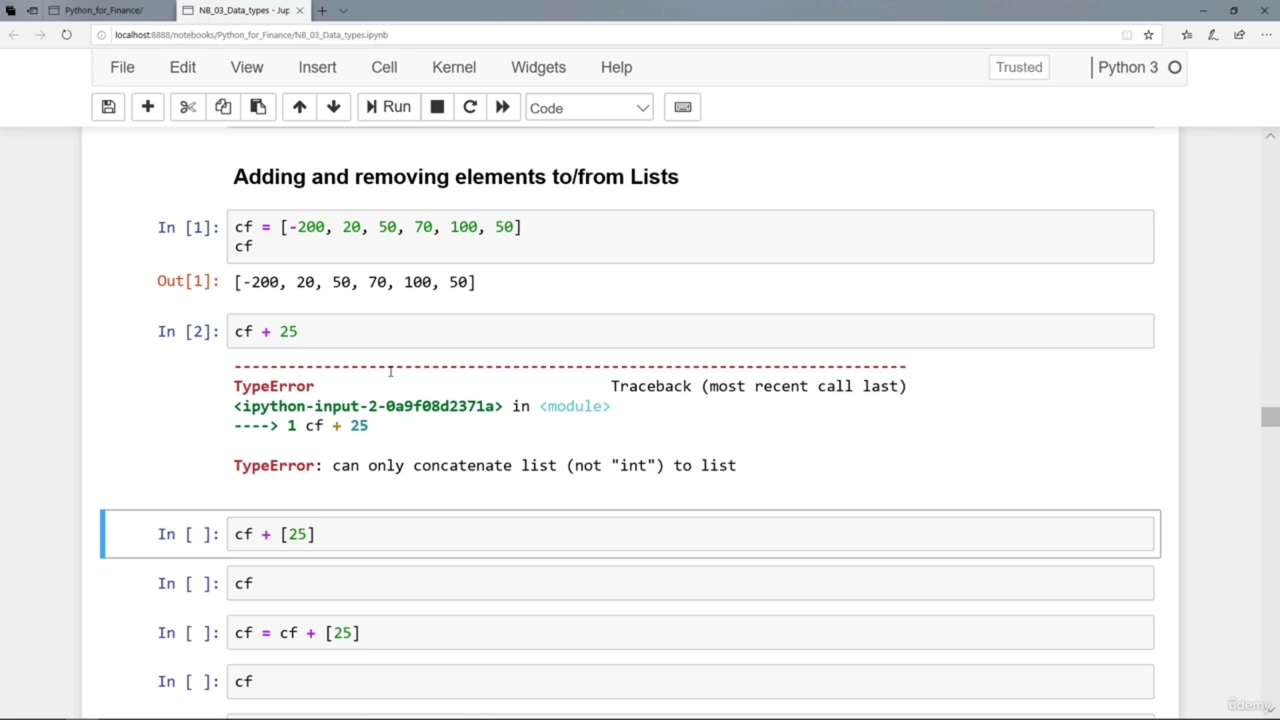 Python_for_Finance/
NB_03_Data_types - Jup
localhost:8888/notebooks/Python_for_Finance/NB_03_Data_types.ipynb
File Edit View Insert Cell Kernel Widgets Help Trusted Python 3
Run Code
Adding and removing elements to/from Lists
In [1]: cf = [-200, 20, 50, 70, 100, 50]
cf
Out[1]: [-200, 20, 50, 70, 100, 50]
In [2]: cf + 25
---------------------------------------------------------------------------
TypeError Traceback (most recent call last)
<ipython-input-2-0a9f08d2371a> in <module>
----> 1 cf + 25
TypeError: can only concatenate list (not "int") to list
In [ ]: cf + [25]
In [ ]: cf
In [ ]: cf = cf + [25]
In [ ]: cf
Udemy